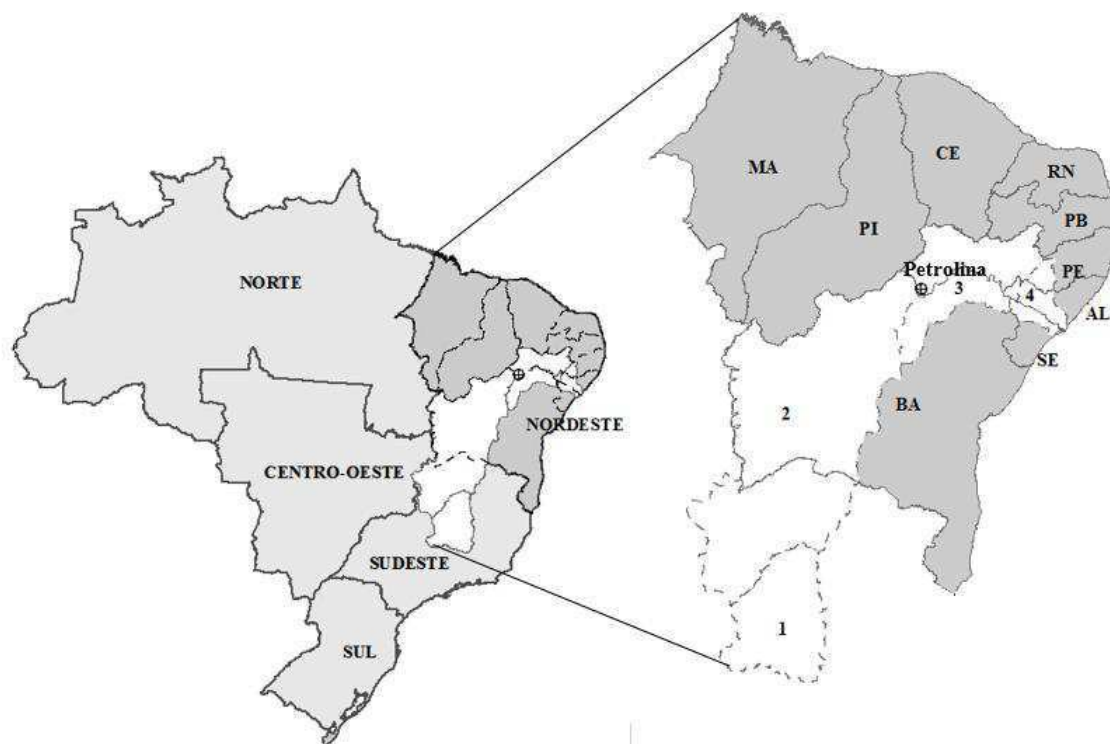 NORTE
NORDESTE
CENTRO-OESTE
SUDESTE
SUL
MA
CE
RN
PB
PI
PE
Petrolina
3
4
AL
SE
BA
2
1